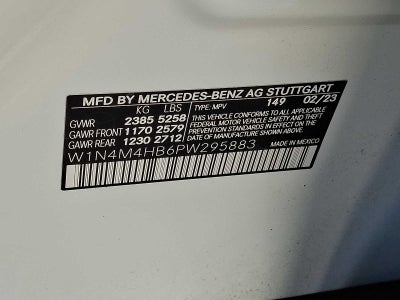 MFD BY MERCEDES-BENZ AG STUTTGART
KG LBS TYPE: MPV 149 02/23
GVWR 2385 5258 THIS VEHICLE CONFORMS TO ALL APPLICABLE
GAWR FRONT 1170 2579 FEDERAL MOTOR VEHICLE SAFETY, BUMPER AND THEFT
GAWR REAR 1230 2712 PREVENTION STANDARDS IN EFFECT ON THE
DATE OF MANUFACTURE SHOWN ABOVE.
W1N4M4HB6PW295883 MADE IN MEXICO